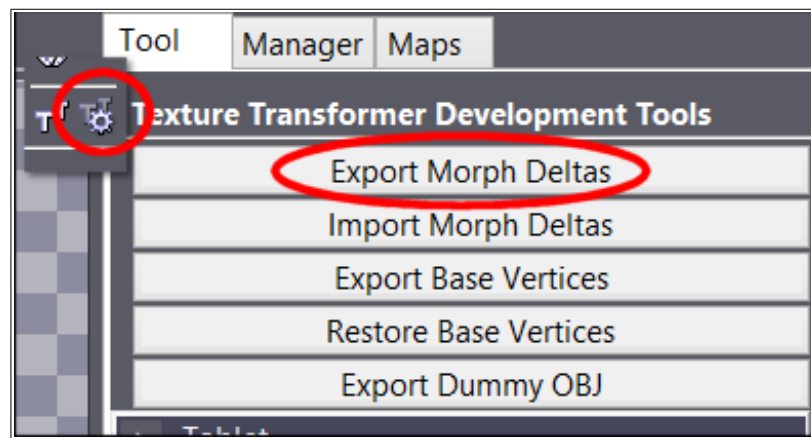 Tool Manager Maps
Texture Transformer Development Tools
Export Morph Deltas
Import Morph Deltas
Export Base Vertices
Restore Base Vertices
Export Dummy OBJ
Tablet